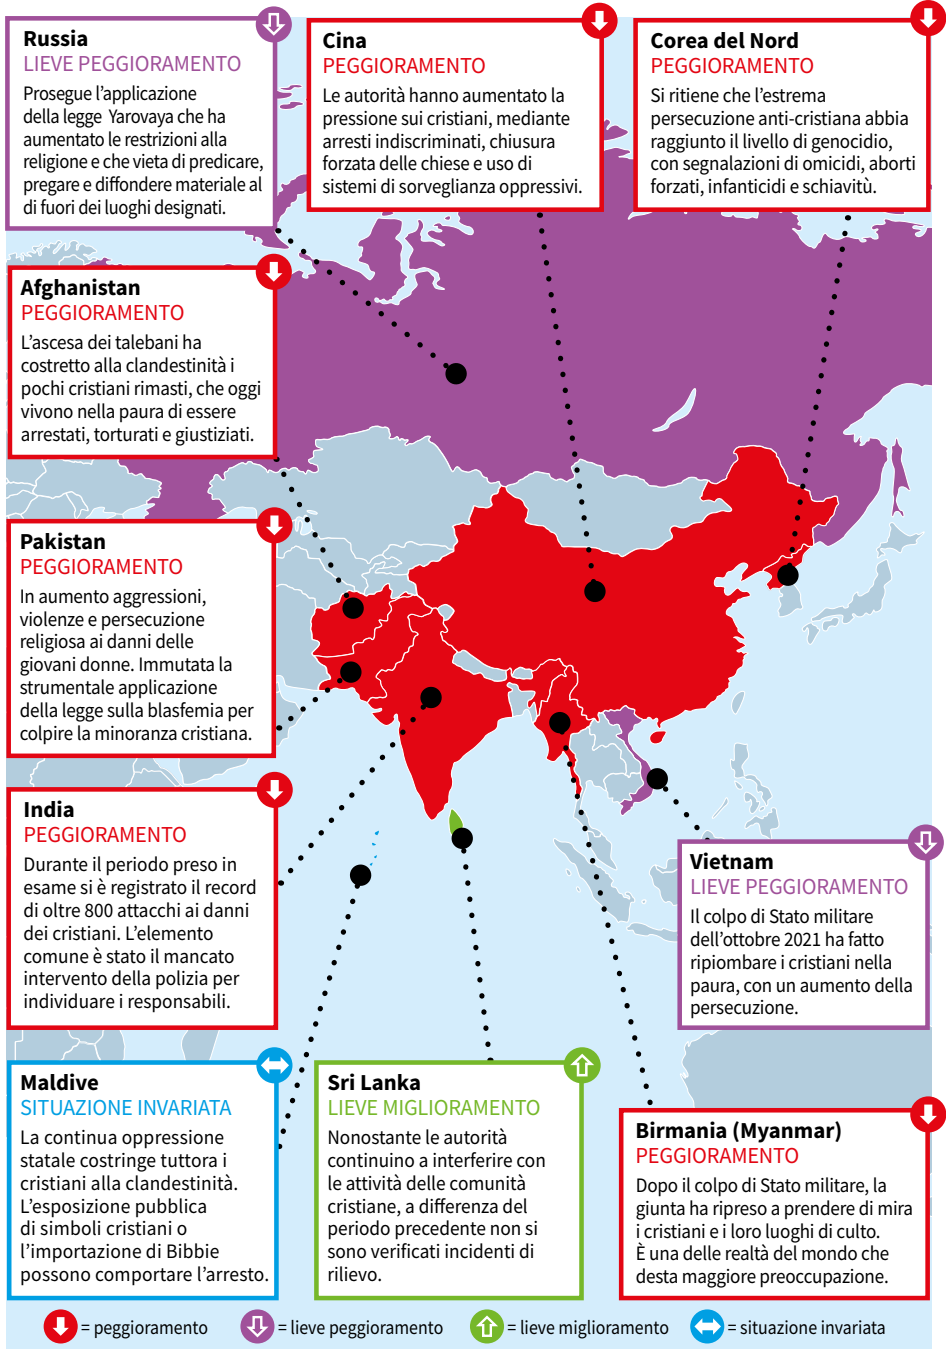 Russia
LIEVE PEGGIORAMENTO
Prosegue l'applicazione
della legge Yarovaya che ha
aumentato le restrizioni alla
religione e che vieta di predicare,
pregare e diffondere materiale al
di fuori dei luoghi designati.
Cina
PEGGIORAMENTO
Le autorità hanno aumentato la
pressione sui cristiani, mediante
arresti indiscriminati, chiusura
forzata delle chiese e uso di
sistemi di sorveglianza oppressivi.
Corea del Nord
PEGGIORAMENTO
Si ritiene che l'estrema
persecuzione anti-cristiana abbia
raggiunto il livello di genocidio,
con segnalazioni di omicidi, aborti
forzati, infanticidi e schiavitù.
Afghanistan
PEGGIORAMENTO
L'ascesa dei talebani ha
costretto alla clandestinità i
pochi cristiani rimasti, che oggi
vivono nella paura di essere
arrestati, torturati e giustiziati.
Pakistan
PEGGIORAMENTO
In aumento aggressioni,
violenze e persecuzione
religiosa ai danni delle
giovani donne. Immutata la
strumentale applicazione
della legge sulla blasfemia per
colpire la minoranza cristiana.
India
PEGGIORAMENTO
Durante il periodo preso in
esame si è registrato il record
di oltre 800 attacchi ai danni
dei cristiani. L'elemento
comune è stato il mancato
intervento della polizia per
individuare i responsabili.
Vietnam
LIEVE PEGGIORAMENTO
Il colpo di Stato militare
dell'ottobre 2021 ha fatto
ripiombare i cristiani nella
paura, con un aumento della
persecuzione.
Maldive
SITUAZIONE INVARIATA
La continua oppressione
statale costringe tuttora i
cristiani alla clandestinità.
L'esposizione pubblica
di simboli cristiani o
l'importazione di Bibbie
possono comportare l'arresto.
Sri Lanka
LIEVE MIGLIORAMENTO
Nonostante le autorità
continuino a interferire con
le attività delle comunità
cristiane, a differenza del
periodo precedente non si
sono verificati incidenti di
rilievo.
Birmania (Myanmar)
PEGGIORAMENTO
Dopo il colpo di Stato militare, la
giunta ha ripreso a prendere di mira
i cristiani e i loro luoghi di culto.
È una delle realtà del mondo che
desta maggiore preoccupazione.
= peggioramento = lieve peggioramento = lieve miglioramento = situazione invariata